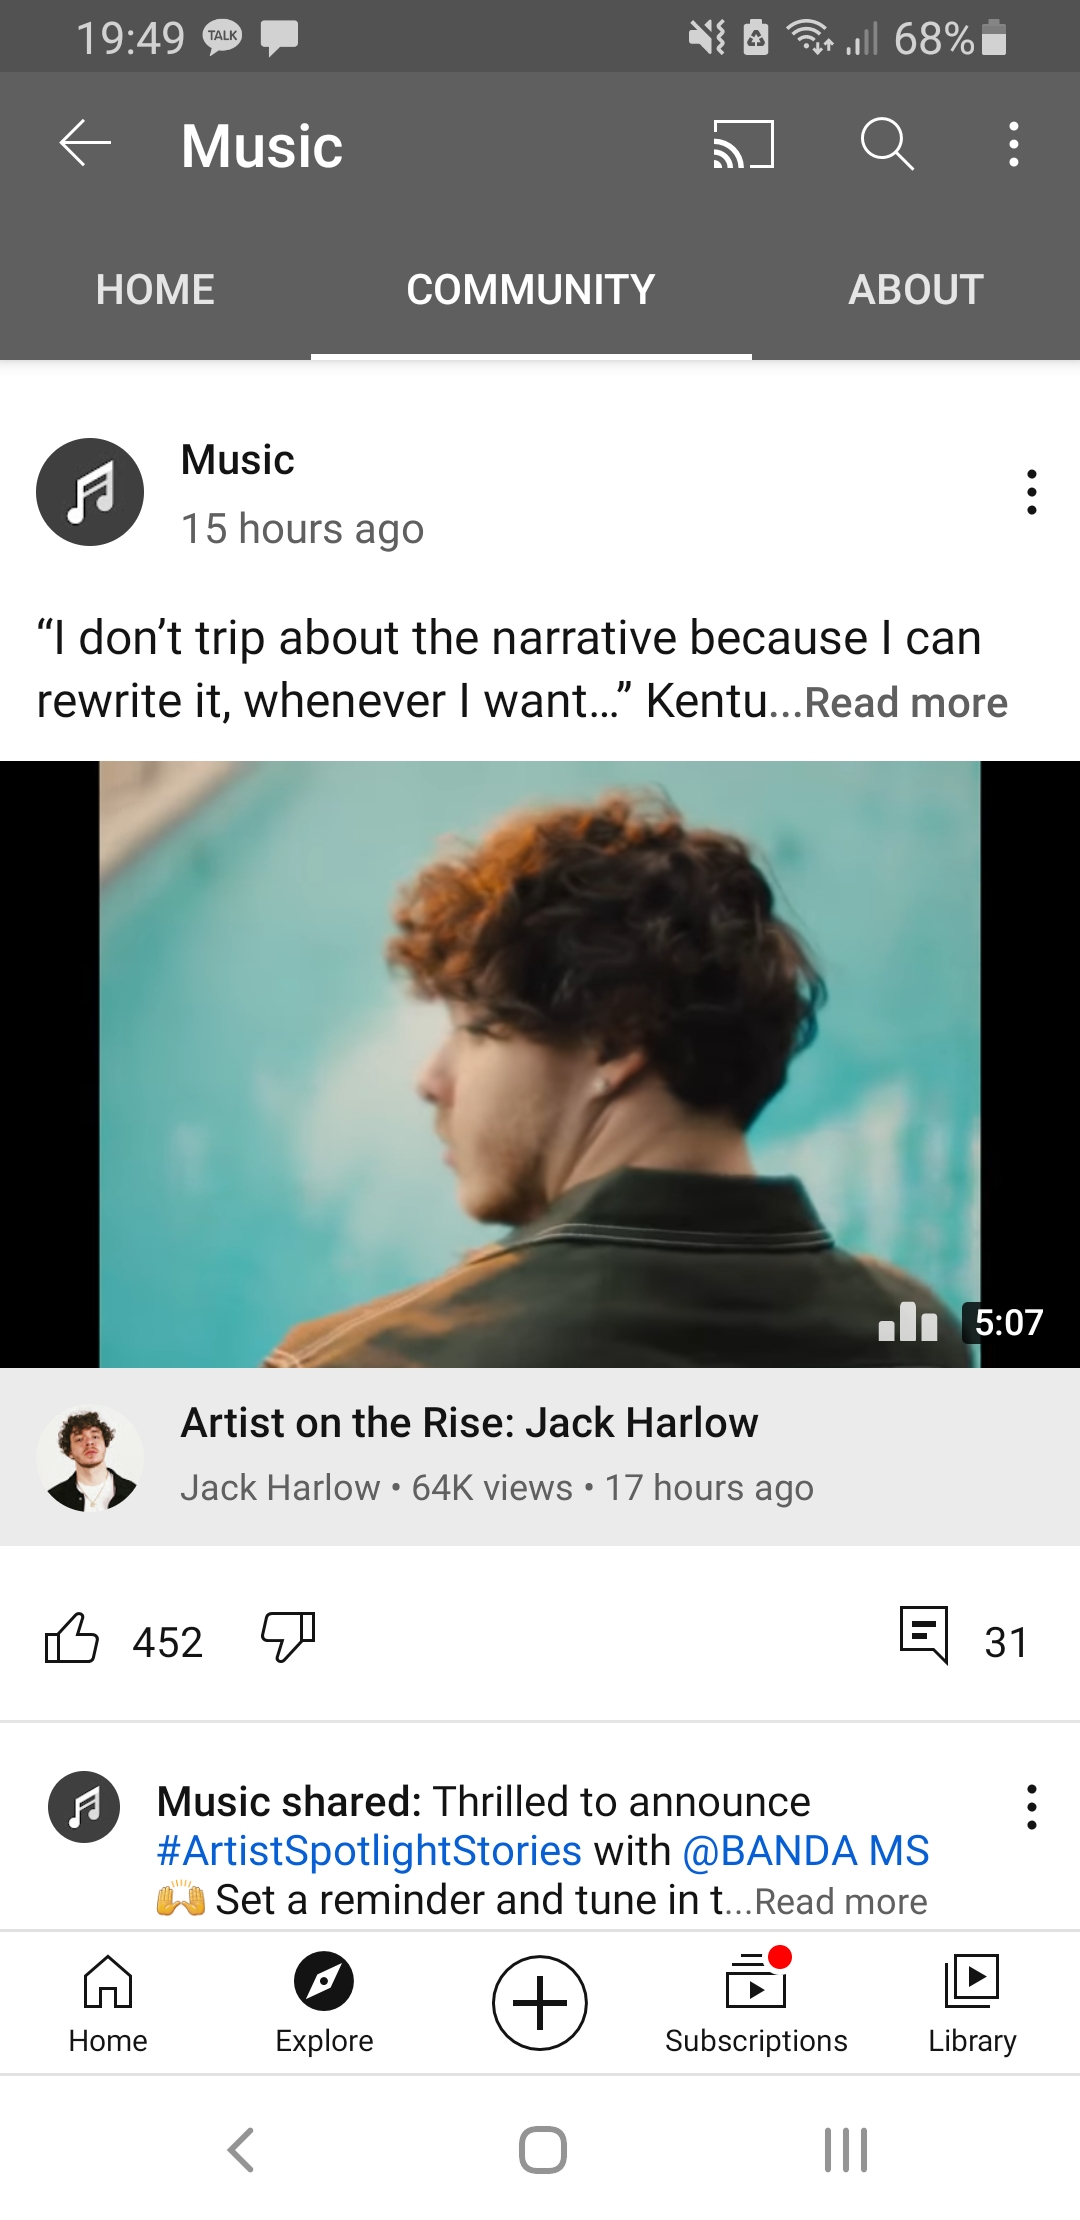 19:49 TALK 68%
Music
HOME COMMUNITY ABOUT
Music
15 hours ago
“I don’t trip about the narrative because I can
rewrite it, whenever I want...” Kentu...Read more
5:07
Artist on the Rise: Jack Harlow
Jack Harlow • 64K views • 17 hours ago
452 31
Music shared: Thrilled to announce
#ArtistSpotlightStories with @BANDA MS
🙌 Set a reminder and tune in t...Read more
Home Explore Subscriptions Library